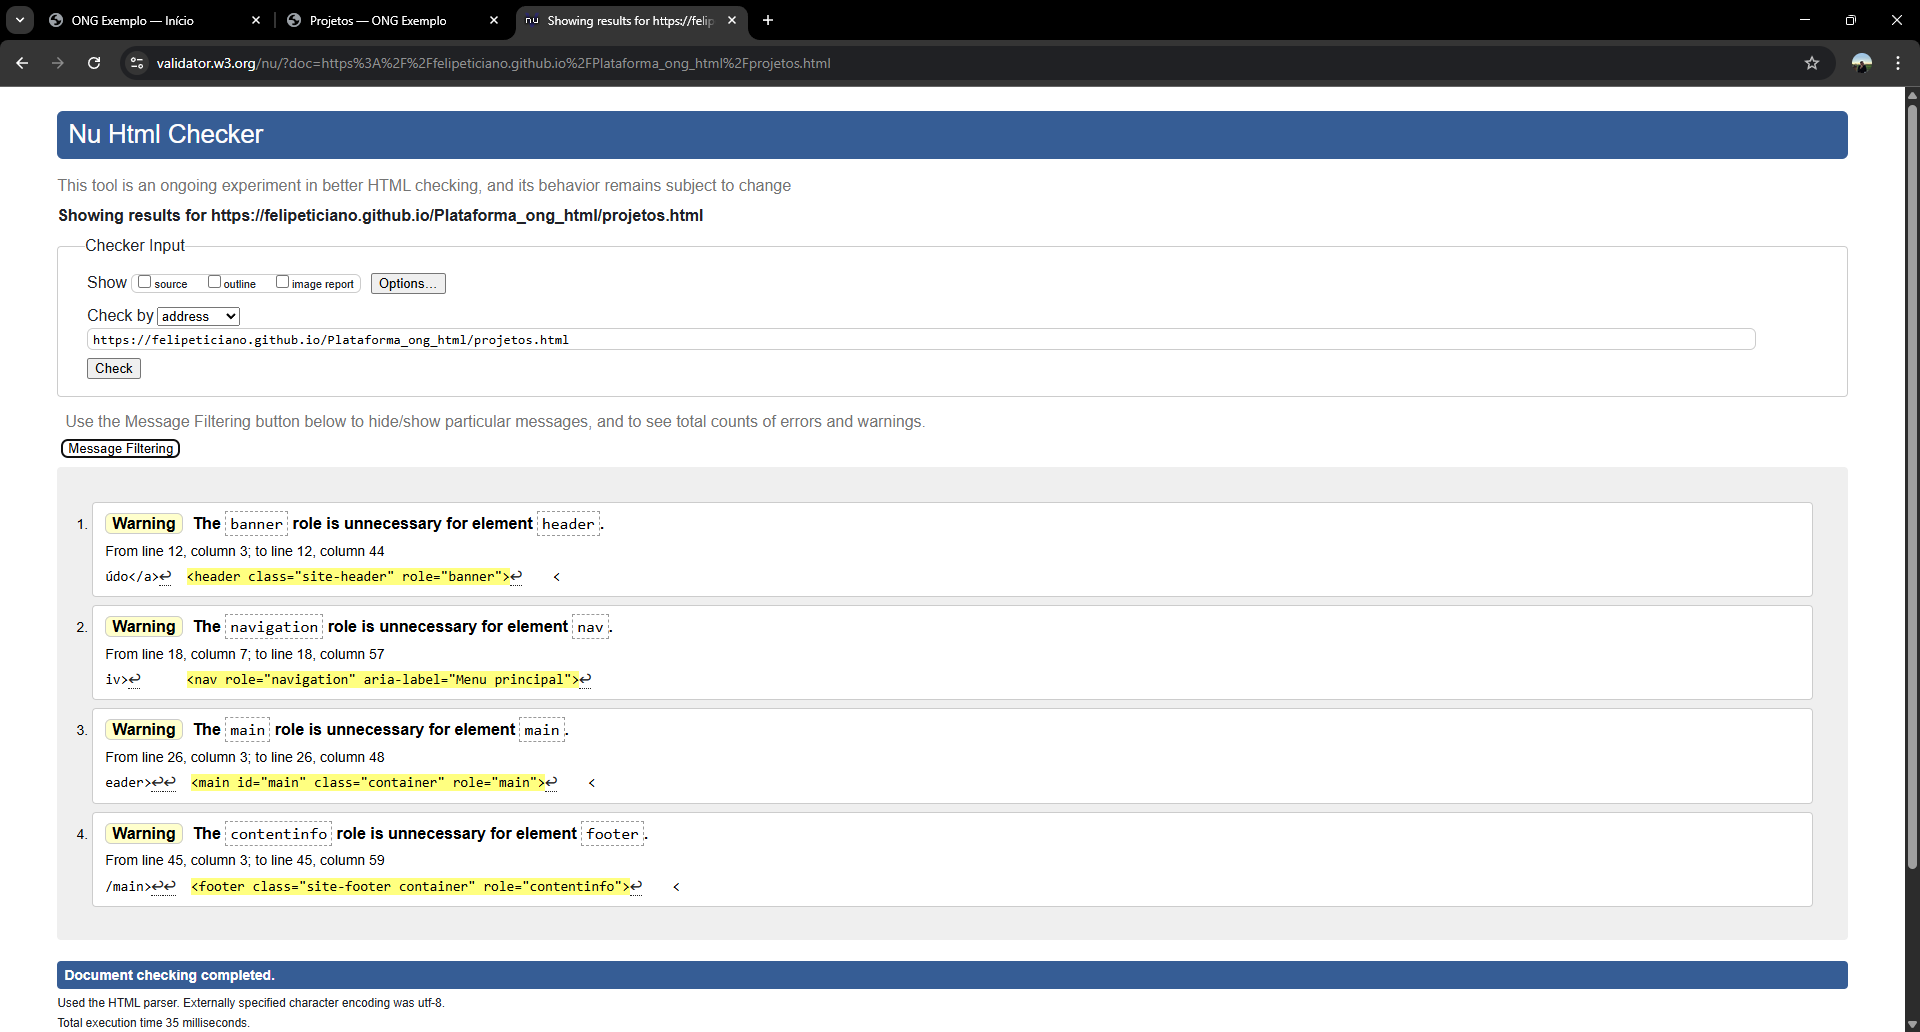 ONG Exemplo — Início
Projetos — ONG Exemplo
nu Showing results for https://felip
validator.w3.org/nu/?doc=https%3A%2F%2Ffelipeticiano.github.io%2FPlataforma_ong_html%2Fprojetos.html
Nu Html Checker
This tool is an ongoing experiment in better HTML checking, and its behavior remains subject to change
Showing results for https://felipeticiano.github.io/Plataforma_ong_html/projetos.html
Checker Input
Show source outline image report Options...
Check by address
https://felipeticiano.github.io/Plataforma_ong_html/projetos.html
Check
Use the Message Filtering button below to hide/show particular messages, and to see total counts of errors and warnings.
Message Filtering
1. Warning The banner role is unnecessary for element header.
From line 12, column 3; to line 12, column 44
údo</a>↩ <header class="site-header" role="banner">↩ <
2. Warning The navigation role is unnecessary for element nav.
From line 18, column 7; to line 18, column 57
iv>↩ <nav role="navigation" aria-label="Menu principal">↩
3. Warning The main role is unnecessary for element main.
From line 26, column 3; to line 26, column 48
eader>↩↩ <main id="main" class="container" role="main">↩ <
4. Warning The contentinfo role is unnecessary for element footer.
From line 45, column 3; to line 45, column 59
/main>↩↩ <footer class="site-footer container" role="contentinfo">↩ <
Document checking completed.
Used the HTML parser. Externally specified character encoding was utf-8.
Total execution time 35 milliseconds.